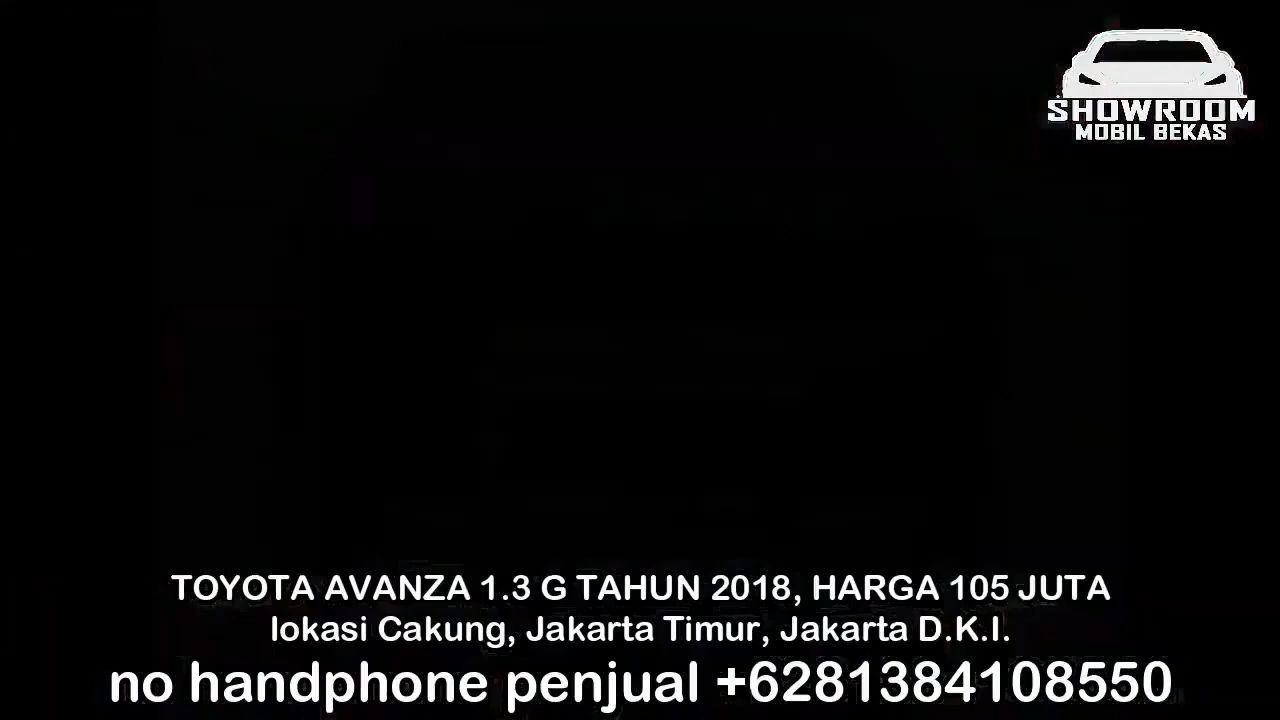 SHOWROOM
MOBIL BEKAS
TOYOTA AVANZA 1.3 G TAHUN 2018, HARGA 105 JUTA
lokasi Cakung, Jakarta Timur, Jakarta D.K.I.
no handphone penjual +6281384108550